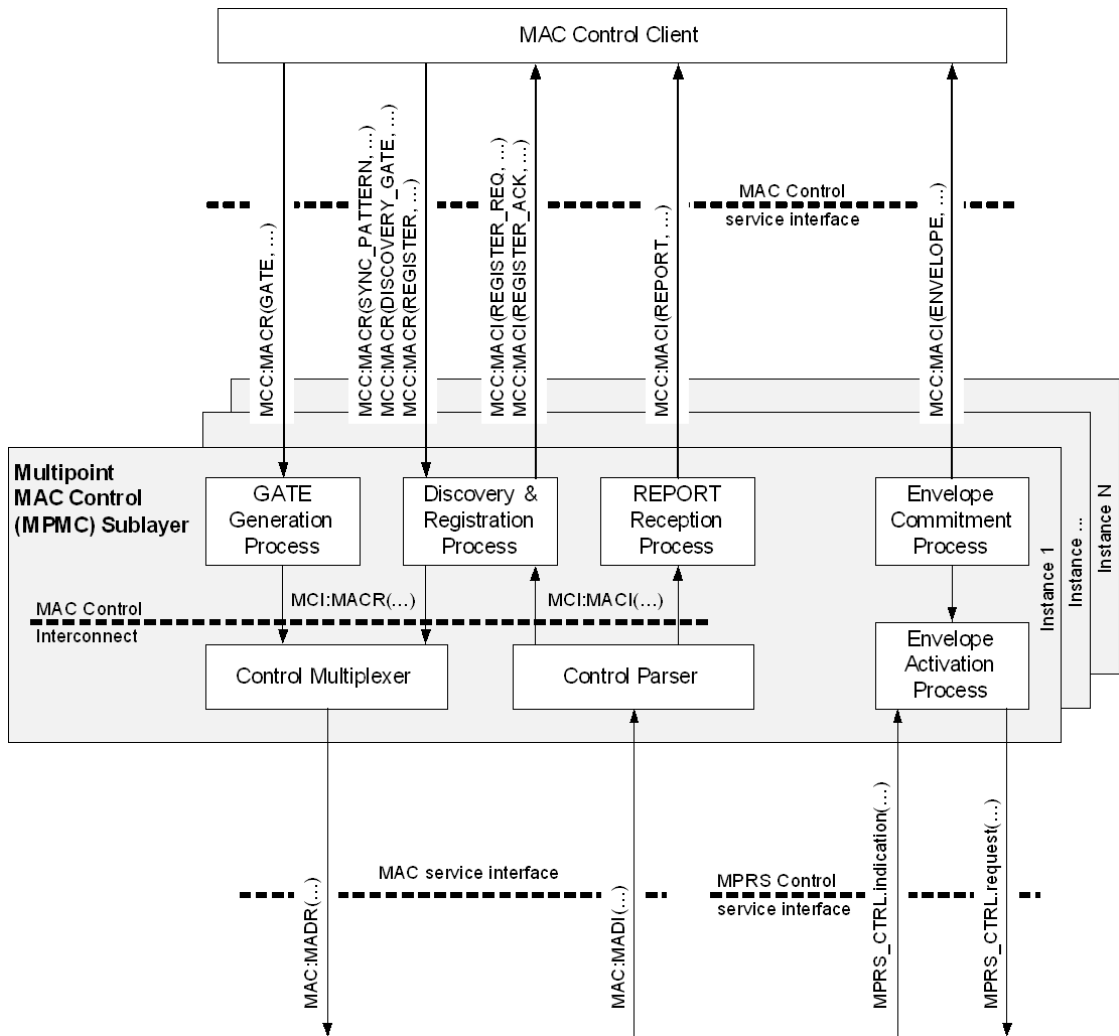 MAC Control Client
MCC:MACR(GATE, …)
MCC:MACR(SYNC_PATTERN, …)
MCC:MACR(DISCOVERY_GATE, …)
MCC:MACR(REGISTER, …)
MCC:MACI(REGISTER_REQ, …)
MCC:MACI(REGISTER_ACK, …)
MCC:MACI(REPORT, …)
MCC:MACI(ENVELOPE, …)
MAC Control
service interface
Multipoint
MAC Control
(MPMC) Sublayer
GATE
Generation
Process
Discovery &
Registration
Process
REPORT
Reception
Process
Envelope
Commitment
Process
Instance 1
Instance ...
Instance N
MCI:MACR(…)
MCI:MACI(…)
MAC Control
Interconnect
Control Multiplexer
Control Parser
Envelope
Activation
Process
MAC service interface
MPRS Control
service interface
MAC:MADR(…)
MAC:MADI(…)
MPRS_CTRL.indication(…)
MPRS_CTRL.request(…)